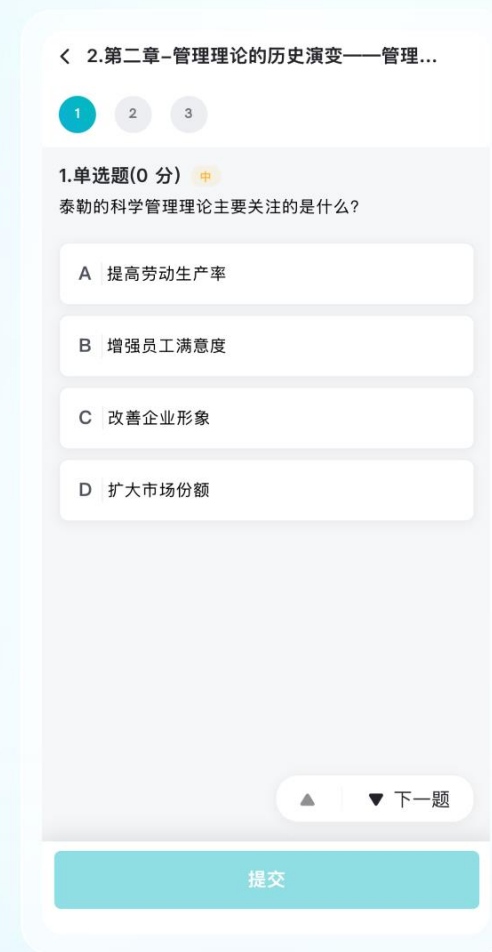 2.第二章-管理理论的历史演变——管理...
1 2 3
1.单选题(0 分) 中
泰勒的科学管理理论主要关注的是什么?
A 提高劳动生产率
B 增强员工满意度
C 改善企业形象
D 扩大市场份额
下一题
提交